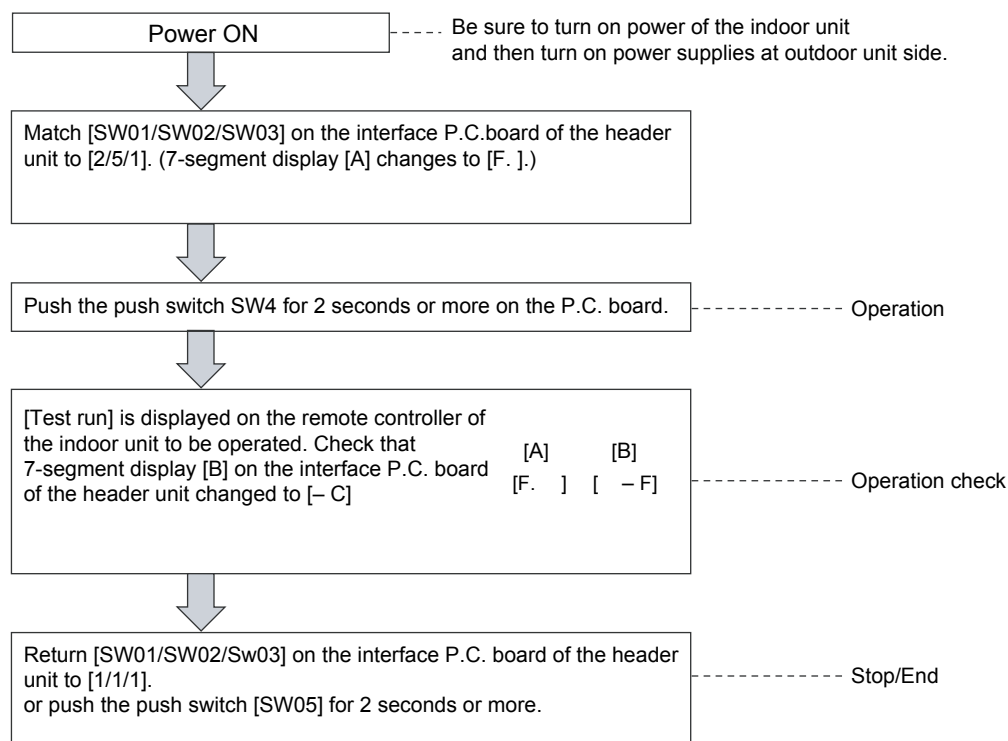 Power ON
Be sure to turn on power of the indoor unit
and then turn on power supplies at outdoor unit side.
Match [SW01/SW02/SW03] on the interface P.C.board of the header
unit to [2/5/1]. (7-segment display [A] changes to [F. ].)
Push the push switch SW4 for 2 seconds or more on the P.C. board.
Operation
[Test run] is displayed on the remote controller of
the indoor unit to be operated. Check that
7-segment display [B] on the interface P.C. board
of the header unit changed to [– C]
[A] [B]
[F. ] [ – F]
Operation check
Return [SW01/SW02/Sw03] on the interface P.C. board of the header
unit to [1/1/1].
or push the push switch [SW05] for 2 seconds or more.
Stop/End